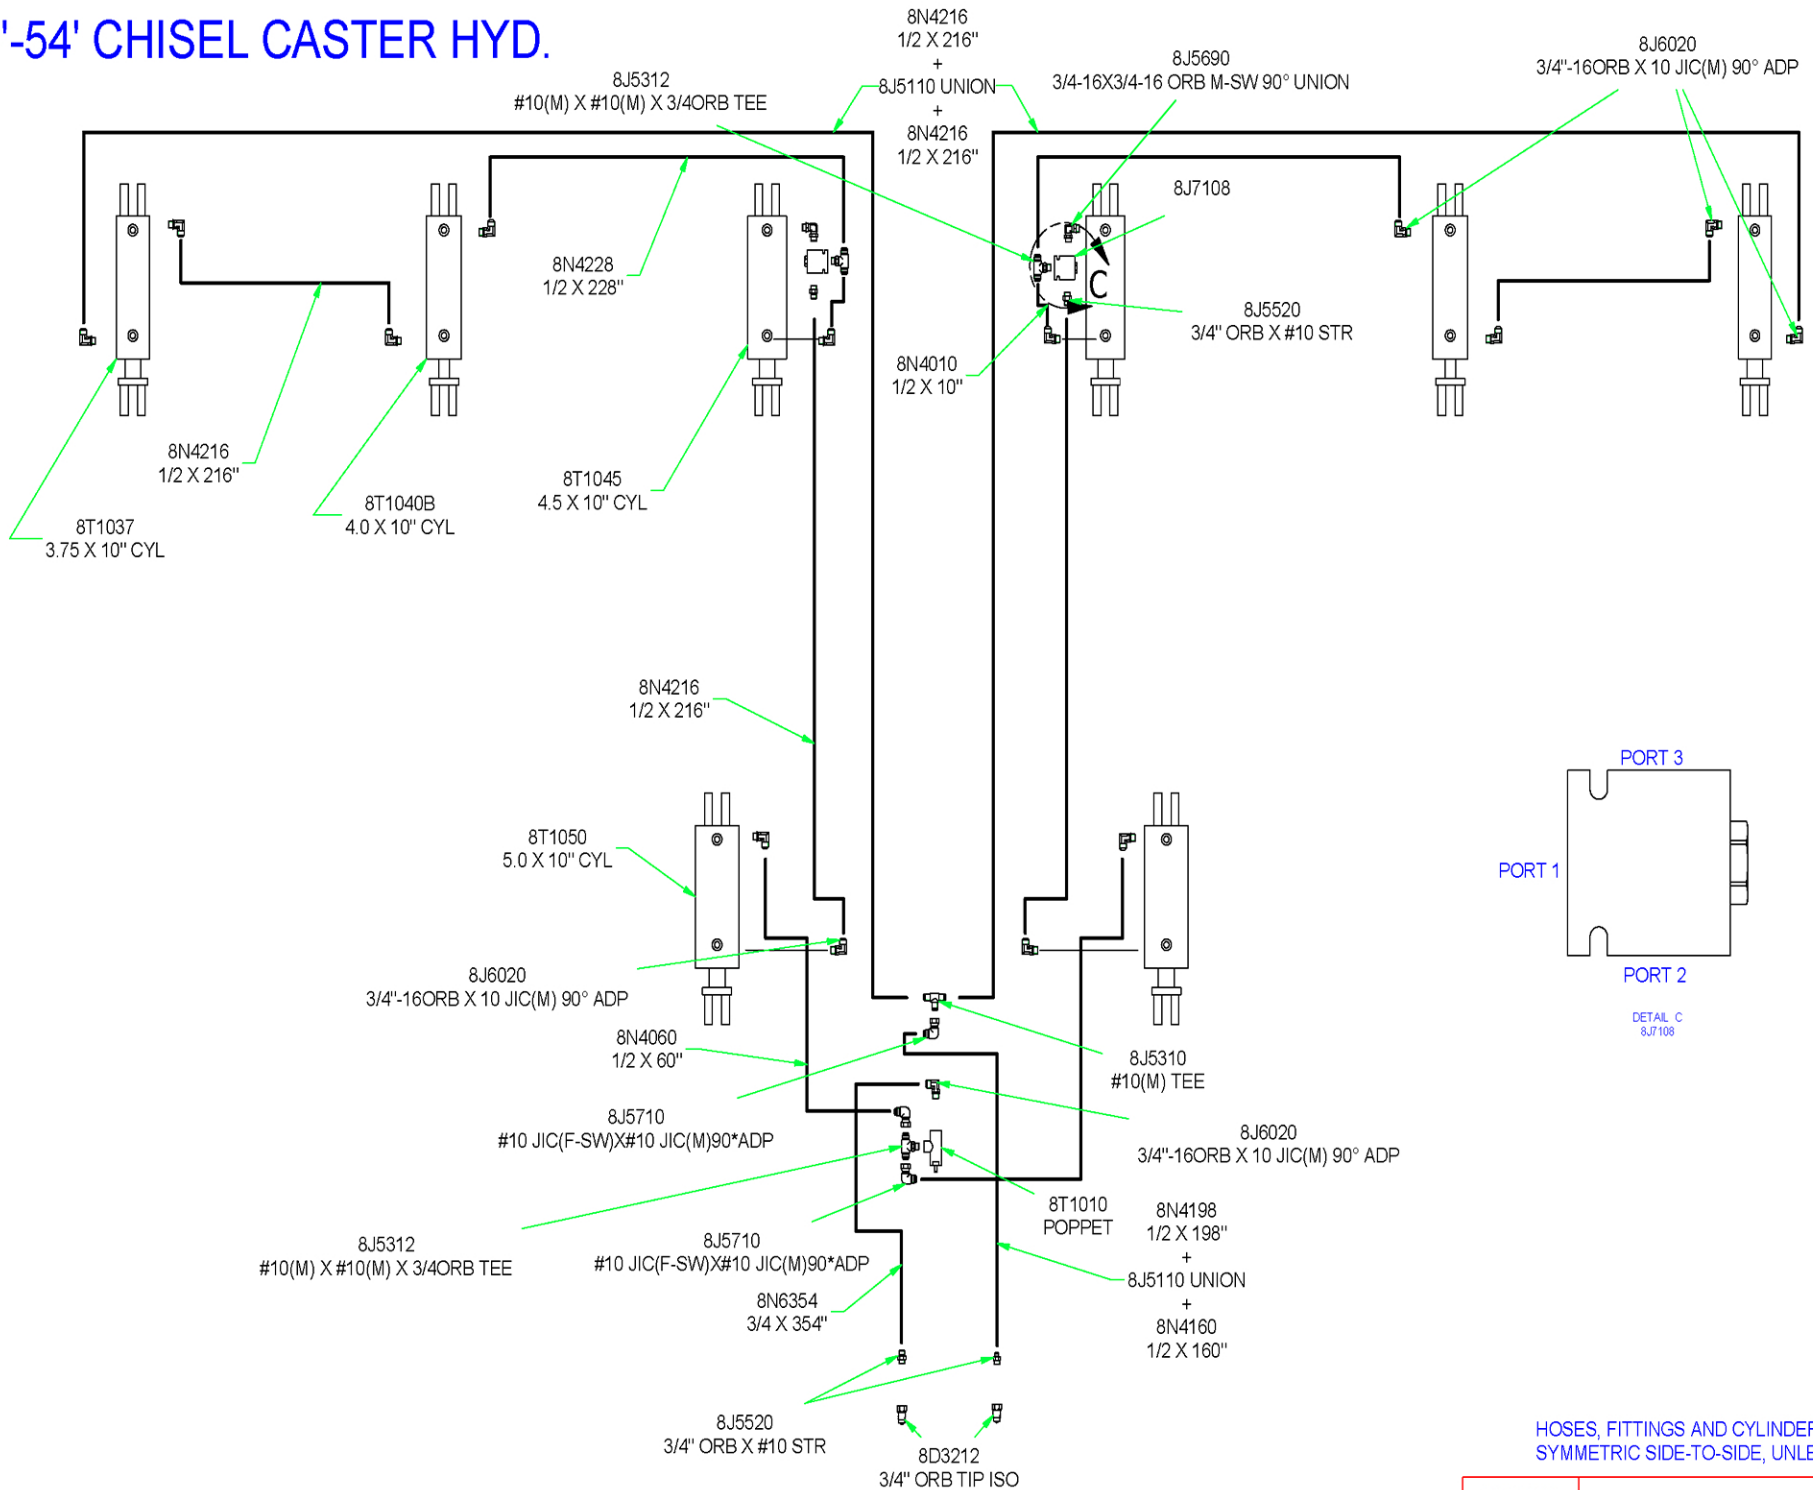 '-54' CHISEL CASTER HYD.
8N4216
1/2 X 216"
+
8J5110 UNION
+
8N4216
1/2 X 216"
8J5312
#10(M) X #10(M) X 3/4ORB TEE
8J5690
3/4-16X3/4-16 ORB M-SW 90° UNION
8J6020
3/4"-16ORB X 10 JIC(M) 90° ADP
8J7108
8N4228
1/2 X 228"
C
8J5520
3/4" ORB X #10 STR
8N4010
1/2 X 10"
8N4216
1/2 X 216"
8T1037
3.75 X 10" CYL
8T1040B
4.0 X 10" CYL
8T1045
4.5 X 10" CYL
8N4216
1/2 X 216"
8T1050
5.0 X 10" CYL
PORT 3
PORT 1
PORT 2
DETAIL C
8J7108
8J6020
3/4"-16ORB X 10 JIC(M) 90° ADP
8N4060
1/2 X 60"
8J5310
#10(M) TEE
8J5710
#10 JIC(F-SW)X#10 JIC(M)90*ADP
8J6020
3/4"-16ORB X 10 JIC(M) 90° ADP
8T1010
POPPET
8N4198
1/2 X 198"
+
8J5110 UNION
+
8N4160
1/2 X 160"
8J5312
#10(M) X #10(M) X 3/4ORB TEE
8J5710
#10 JIC(F-SW)X#10 JIC(M)90*ADP
8N6354
3/4 X 354"
8J5520
3/4" ORB X #10 STR
8D3212
3/4" ORB TIP ISO
HOSES, FITTINGS AND CYLINDER
SYMMETRIC SIDE-TO-SIDE, UNLE